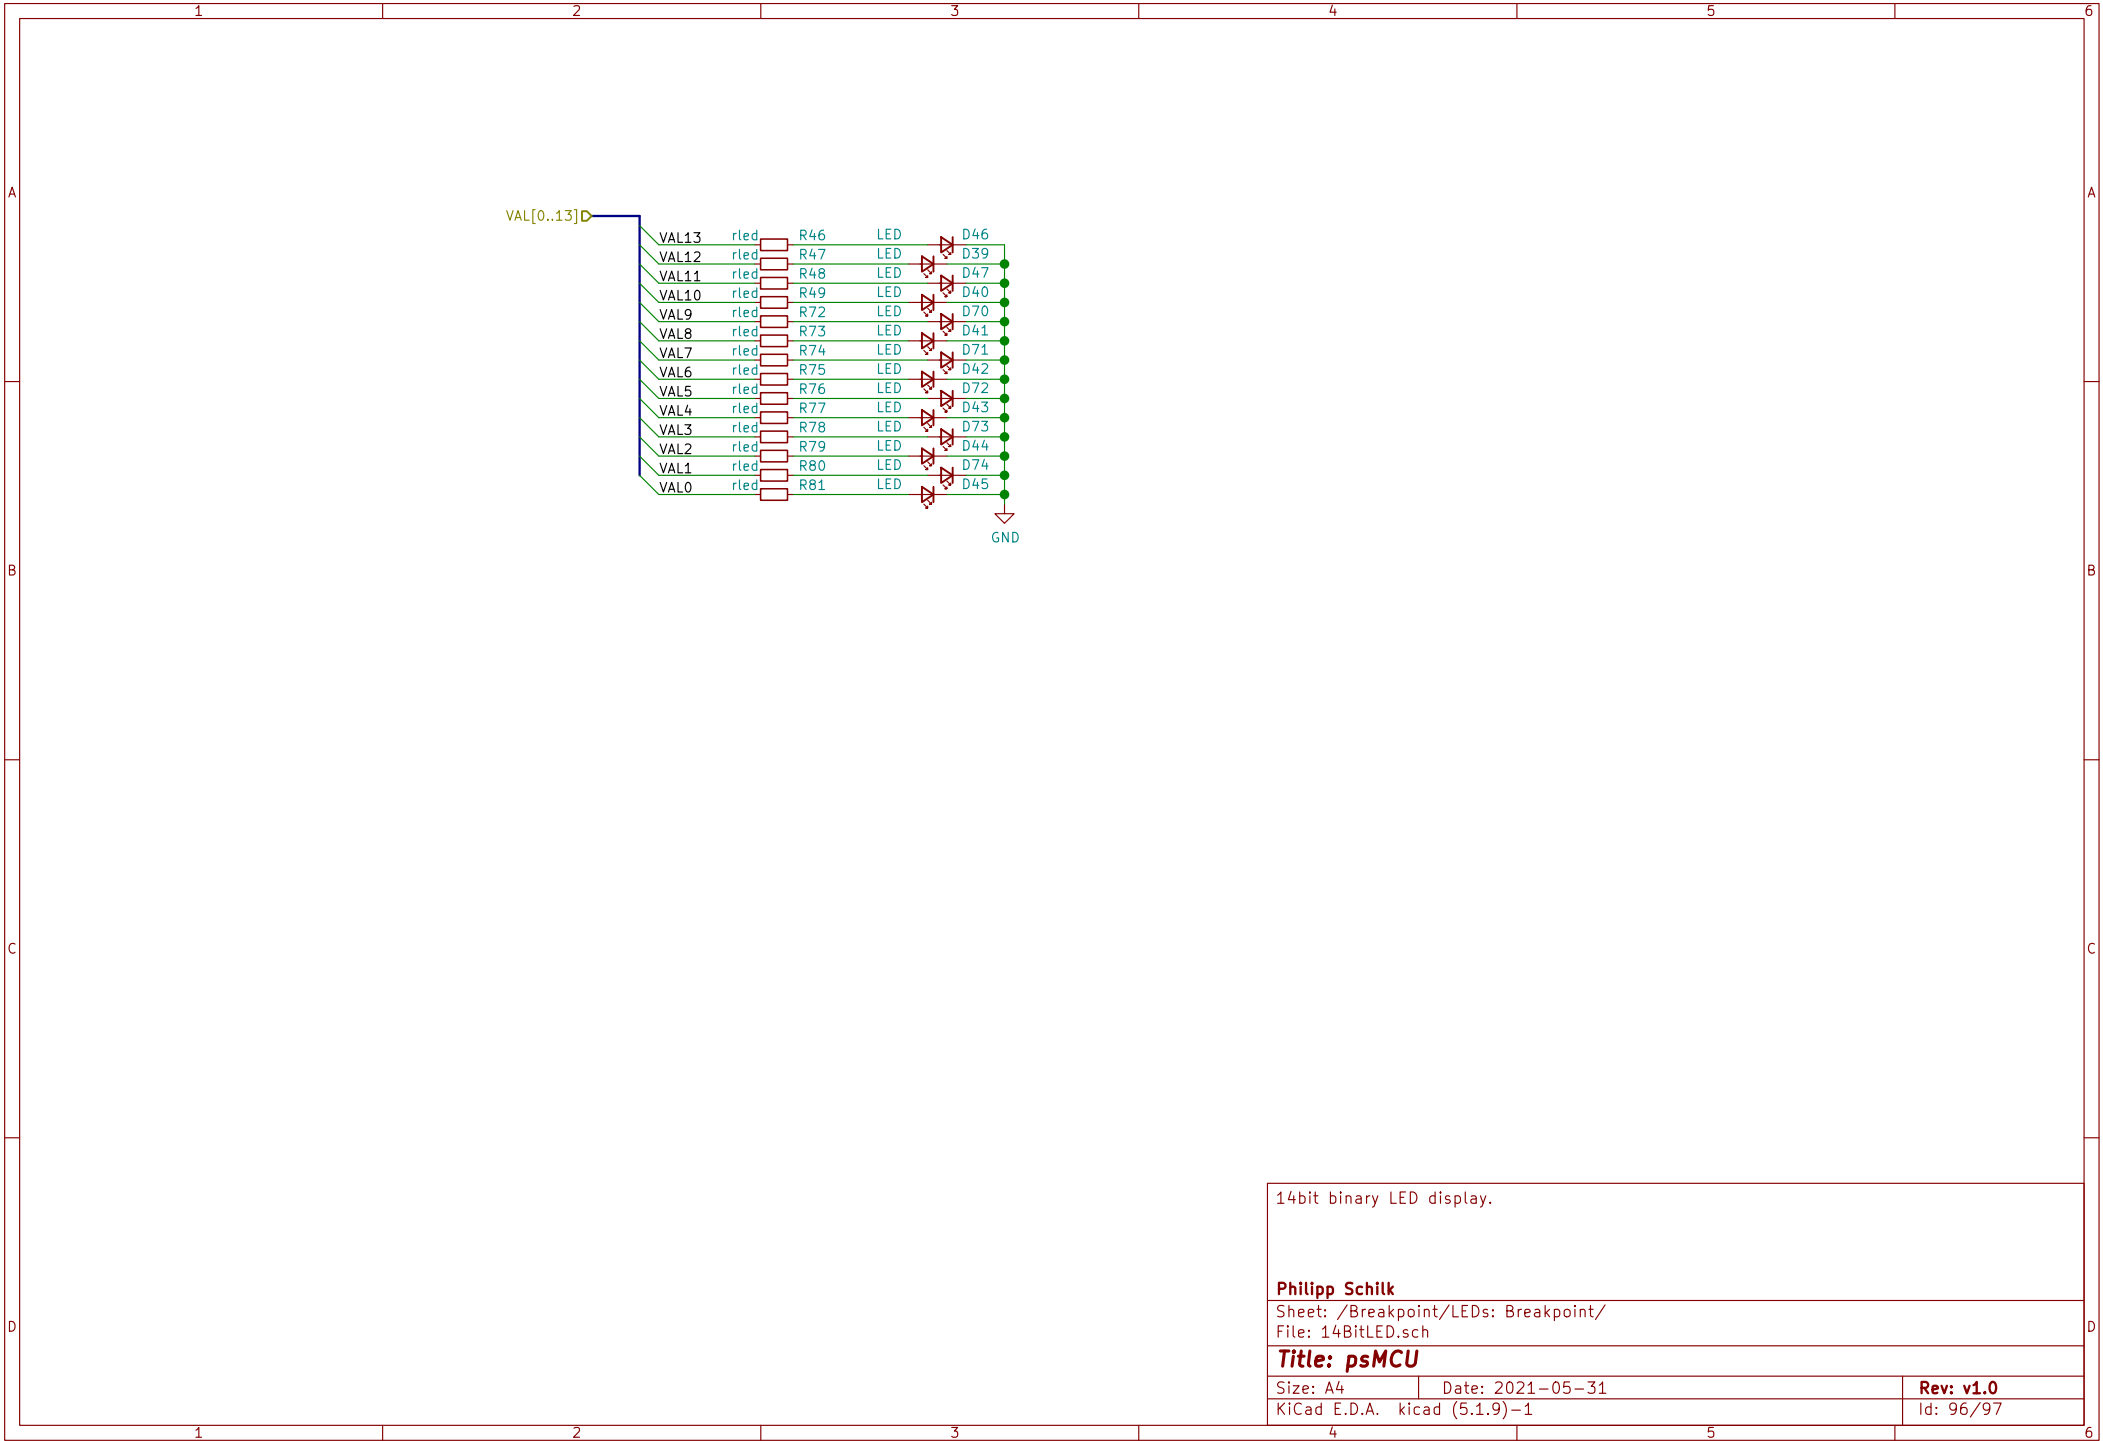 1 2 3 4 5 6
A A
VAL[0..13]
VAL13 rled R46 LED D46
VAL12 rled R47 LED D39
VAL11 rled R48 LED D47
VAL10 rled R49 LED D40
VAL9 rled R72 LED D70
VAL8 rled R73 LED D41
VAL7 rled R74 LED D71
VAL6 rled R75 LED D42
VAL5 rled R76 LED D72
VAL4 rled R77 LED D43
VAL3 rled R78 LED D73
VAL2 rled R79 LED D44
VAL1 rled R80 LED D74
VAL0 rled R81 LED D45
GND
B B
C C
14bit binary LED display.
Philipp Schilk
Sheet: /Breakpoint/LEDs: Breakpoint/
D D
File: 14BitLED.sch
Title: psMCU
Size: A4 Date: 2021-05-31 Rev: v1.0
KiCad E.D.A. kicad (5.1.9)-1 Id: 96/97
1 2 3 4 5 6